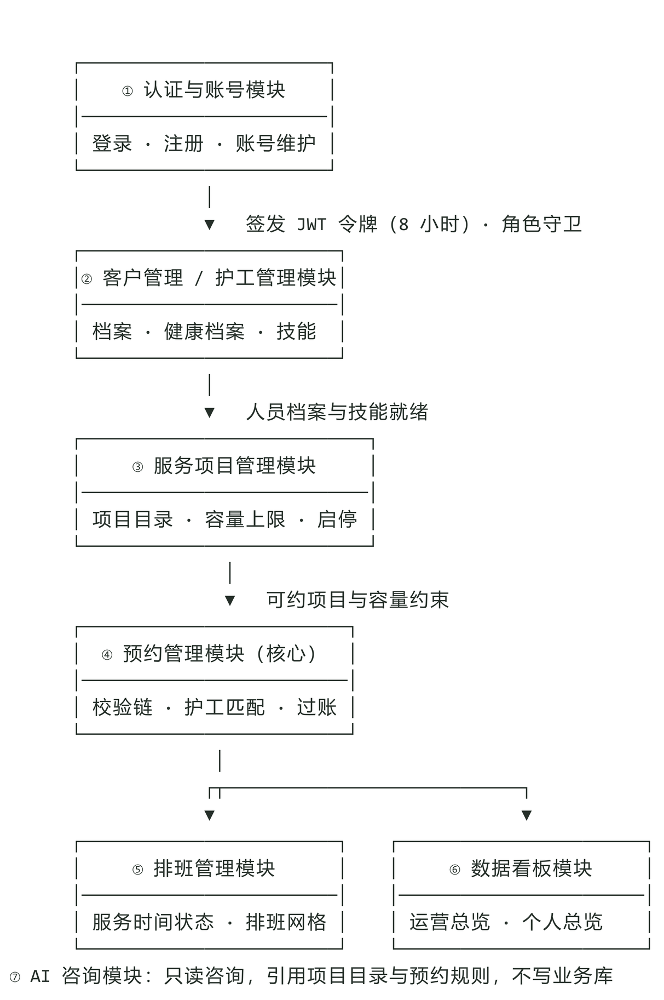 ① 认证与账号模块
登录 · 注册 · 账号维护
签发 JWT 令牌 (8 小时) · 角色守卫
② 客户管理 / 护工管理模块
档案 · 健康档案 · 技能
人员档案与技能就绪
③ 服务项目管理模块
项目目录 · 容量上限 · 启停
可约项目与容量约束
④ 预约管理模块 (核心)
校验链 · 护工匹配 · 过账
⑤ 排班管理模块
服务时间状态 · 排班网格
⑥ 数据看板模块
运营总览 · 个人总览
⑦ AI 咨询模块: 只读咨询, 引用项目目录与预约规则, 不写业务库